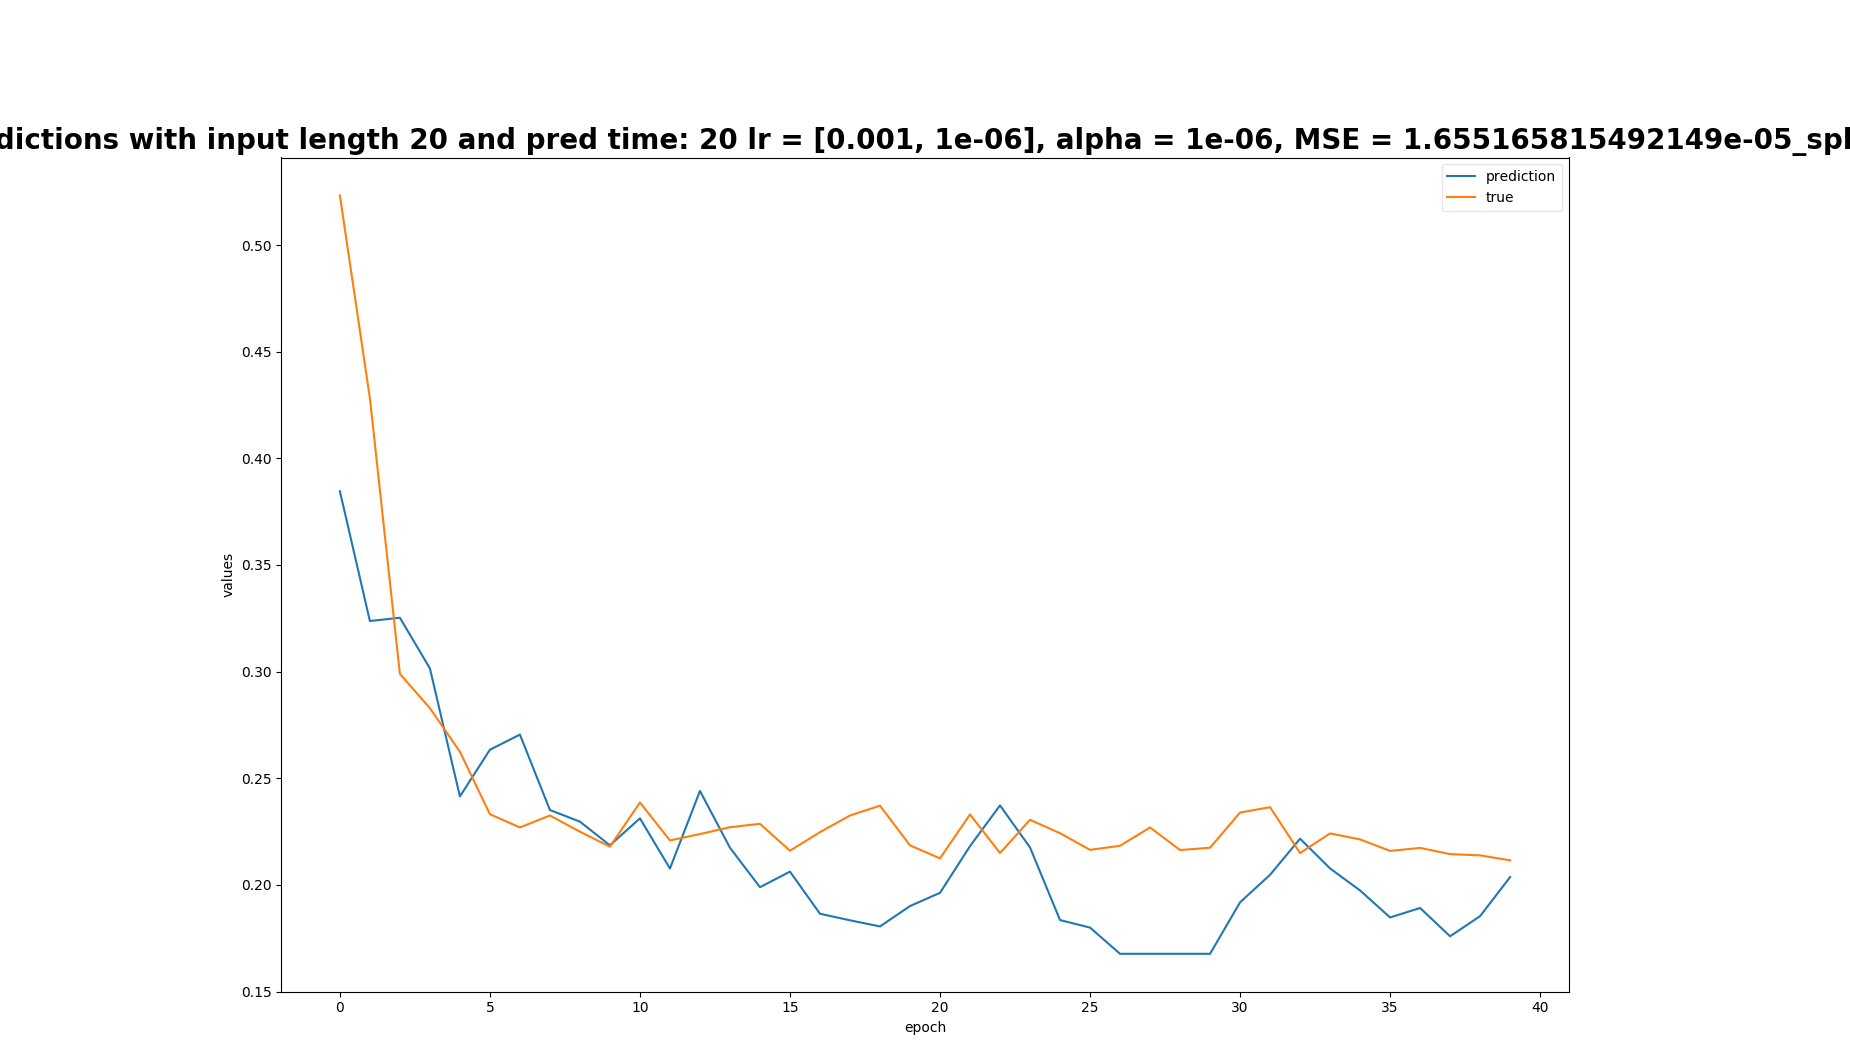 dictions with input length 20 and pred time: 20 lr = [0.001, 1e-06], alpha = 1e-06, MSE = 1.655165815492149e-05_spl
prediction
true
0.50
0.45
0.40
0.35
0.30
0.25
0.20
0.15
values
0 5 10 15 20 25 30 35 40
epoch